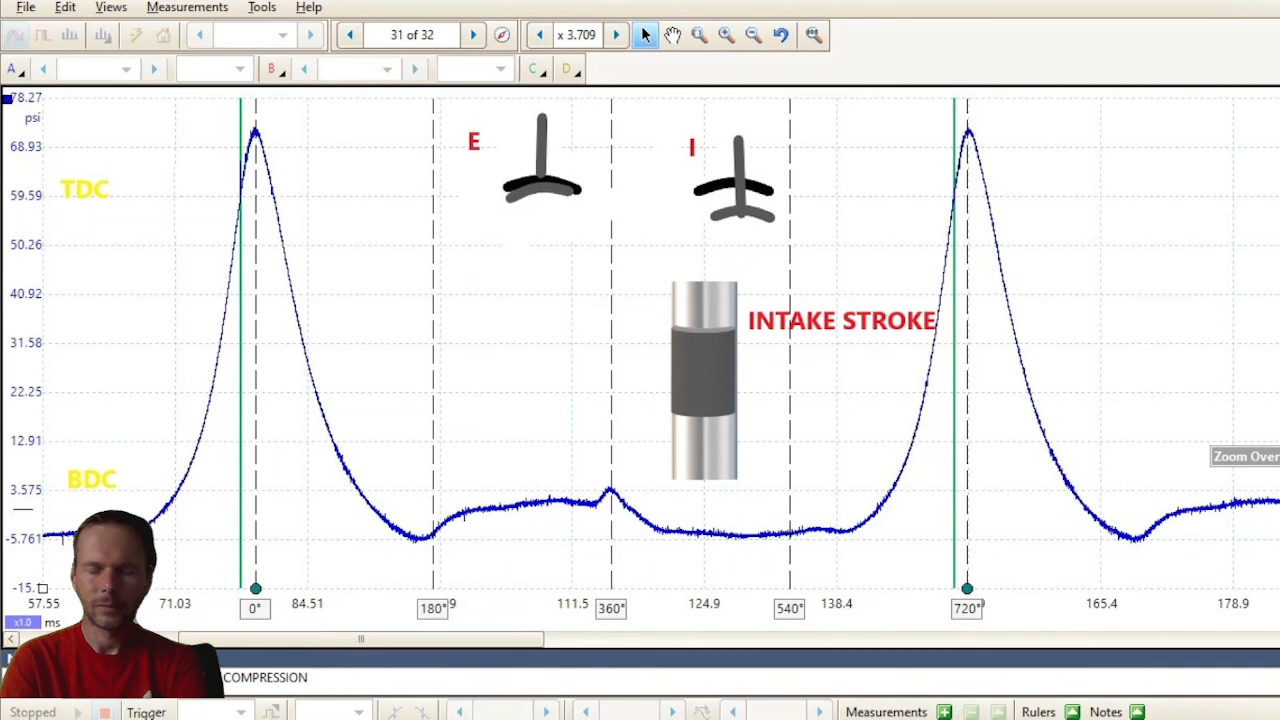 File Edit Views Measurements Tools Help
31 of 32 x 3.709
A B C D
78.27
psi
68.93
TDC
59.59
50.26
40.92
31.58
22.25
12.91
BDC
3.575
-5.761
-15.
E
I
INTAKE STROKE
Zoom Over
57.55 71.03 84.51 9 111.5 124.9 138.4 165.4 178.9
0° 180° 360° 540° 720°
x1.0 ms
COMPRESSION
Stopped Trigger Measurements Rulers Notes